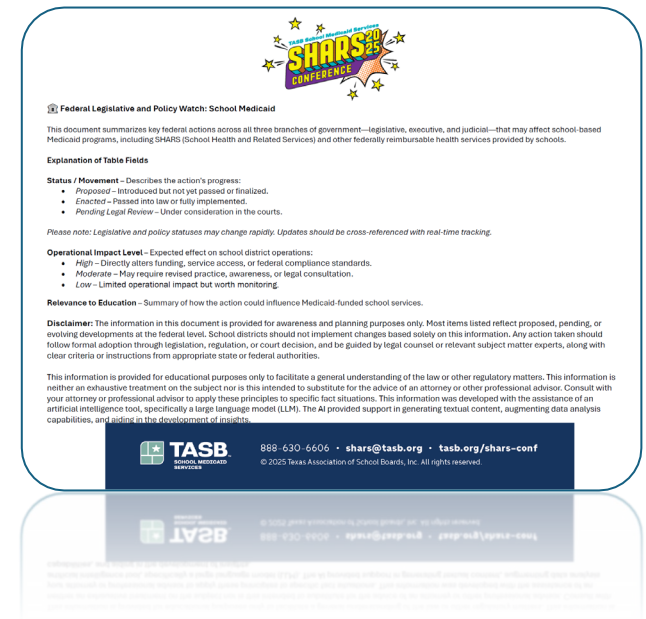 TASB School Medicaid Services
SHARS 2025
CONFERENCE
Federal Legislative and Policy Watch: School Medicaid
This document summarizes key federal actions across all three branches of government—legislative, executive, and judicial—that may affect school-based
Medicaid programs, including SHARS (School Health and Related Services) and other federally reimbursable health services provided by schools.
Explanation of Table Fields
Status / Movement – Describes the action's progress:
• Proposed – Introduced but not yet passed or finalized.
• Enacted – Passed into law or fully implemented.
• Pending Legal Review – Under consideration in the courts.
Please note: Legislative and policy statuses may change rapidly. Updates should be cross-referenced with real-time tracking.
Operational Impact Level – Expected effect on school district operations:
• High – Directly alters funding, service access, or federal compliance standards.
• Moderate – May require revised practice, awareness, or legal consultation.
• Low – Limited operational impact but worth monitoring.
Relevance to Education – Summary of how the action could influence Medicaid-funded school services.
Disclaimer: The information in this document is provided for awareness and planning purposes only. Most items listed reflect proposed, pending, or
evolving developments at the federal level. School districts should not implement changes based solely on this information. Any action taken should
follow formal adoption through legislation, regulation, or court decision, and be guided by legal counsel or relevant subject matter experts, along with
clear criteria or instructions from appropriate state or federal authorities.
This information is provided for educational purposes only to facilitate a general understanding of the law or other regulatory matters. This information is
neither an exhaustive treatment on the subject nor is this intended to substitute for the advice of an attorney or other professional advisor. Consult with
your attorney or professional advisor to apply these principles to specific fact situations. This information was developed with the assistance of an
artificial intelligence tool, specifically a large language model (LLM). The AI provided support in generating textual content, augmenting data analysis
capabilities, and aiding in the development of insights.
TASB
SCHOOL MEDICAID
SERVICES
888-630-6606 • shars@tasb.org • tasb.org/shars-conf
© 2025 Texas Association of School Boards, Inc. All rights reserved.